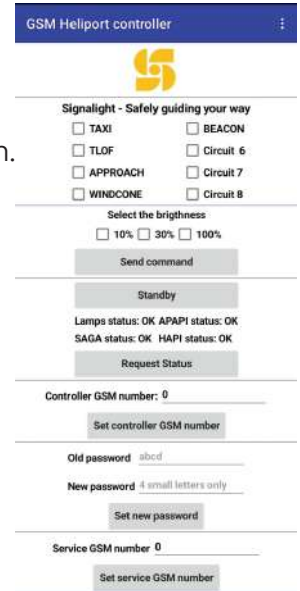 GSM Heliport controller
Signalight - Safely guiding your way
TAXI BEACON
n.
TLOF Circuit 6
APPROACH Circuit 7
WINDCONE Circuit 8
Select the brigthness
10% 30% 100%
Send command
Standby
Lamps status: OK APAPI status: OK
SAGA status: OK HAPI status: OK
Request Status
Controller GSM number: 0
Set controller GSM number
Old password abcd
New password 4 small letters only
Set new password
Service GSM number 0
Set service GSM number